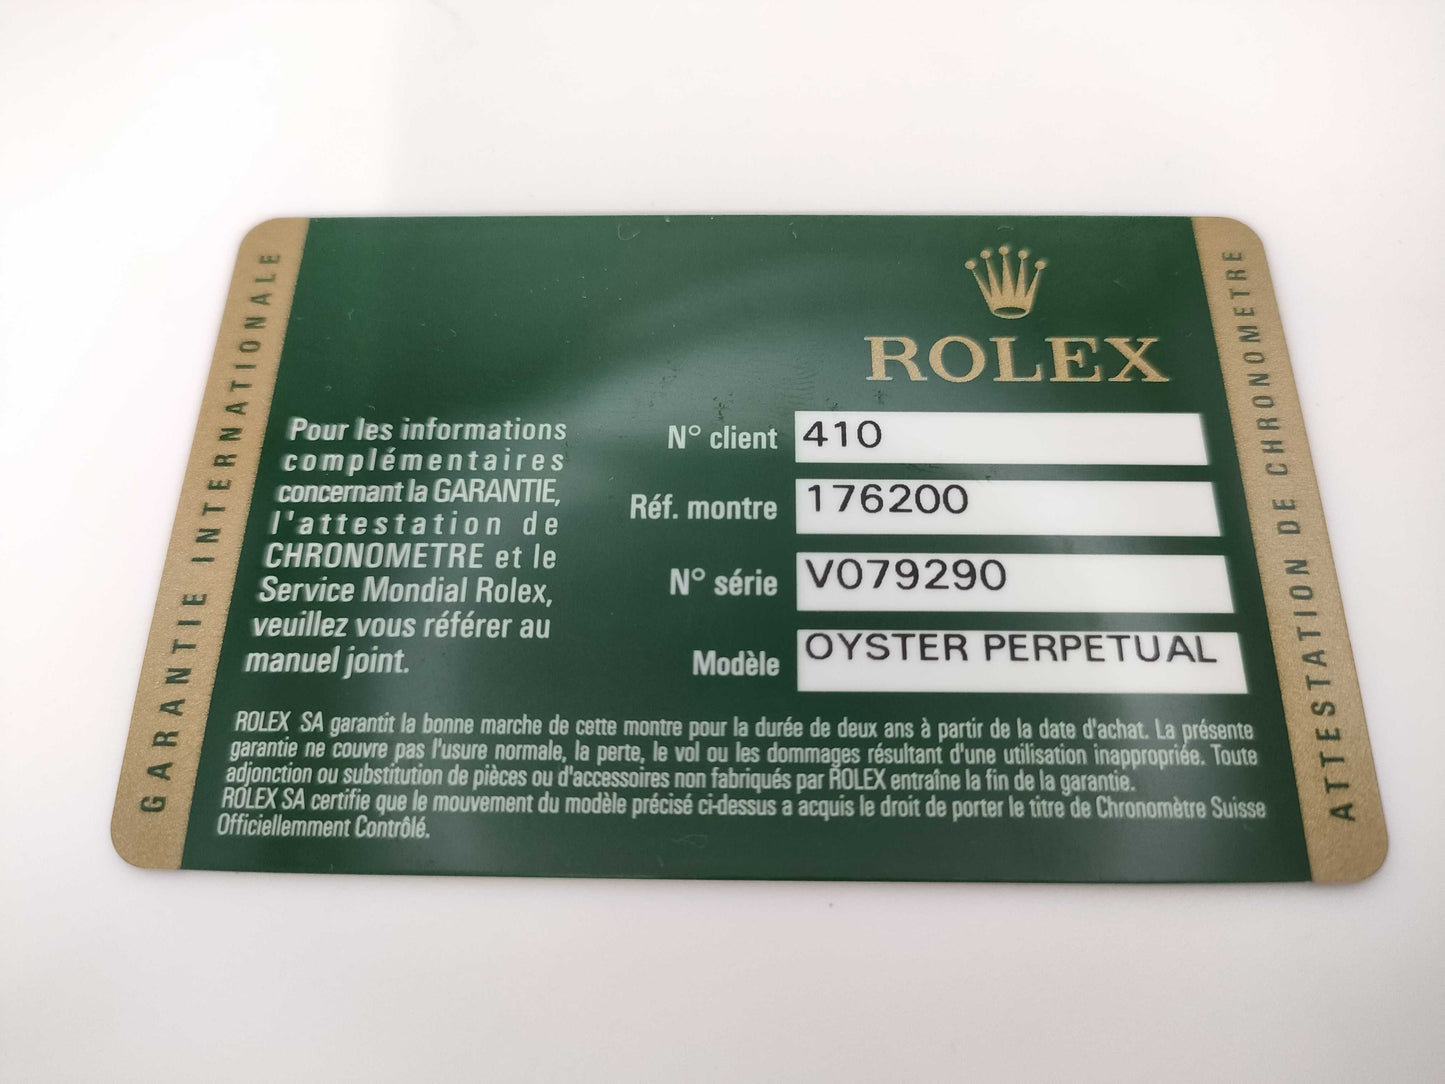 GARANTIE INTERNATIONALE
ROLEX
Pour les informations
complémentaires
concernant la GARANTIE,
l'attestation de
CHRONOMETRE et le
Service Mondial Rolex,
veuillez vous référer au
manuel joint.
N° client 410
Réf. montre 176200
N° série V079290
Modèle OYSTER PERPETUAL
ROLEX SA garantit la bonne marche de cette montre pour la durée de deux ans à partir de la date d'achat. La présente
garantie ne couvre pas l'usure normale, la perte, le vol ou les dommages résultant d'une utilisation inappropriée. Toute
adjonction ou substitution de pièces ou d'accessoires non fabriqués par ROLEX entraîne la fin de la garantie.
ROLEX SA certifie que le mouvement du modèle précisé ci-dessus a acquis le droit de porter le titre de Chronomètre Suisse
Officiellemment Contrôlé.
ATTESTATION DE CHRONOMETRE